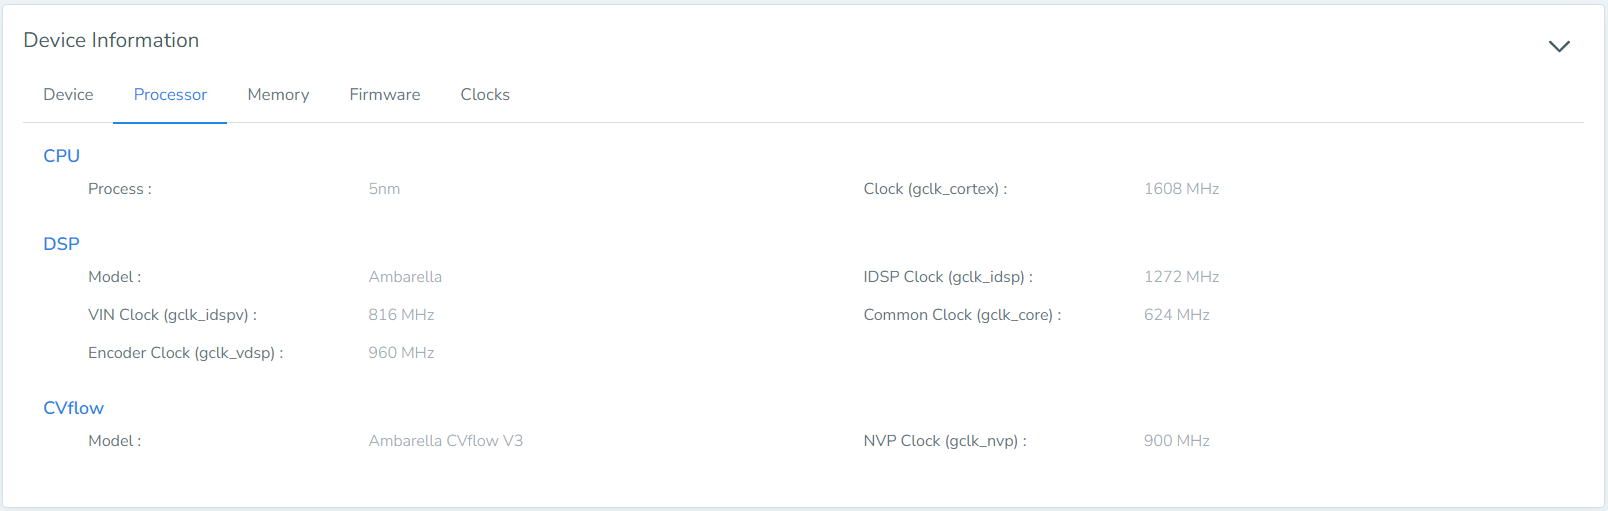 Device Information
Device Processor Memory Firmware Clocks
CPU
Process : 5nm Clock (gclk_cortex) : 1608 MHz
DSP
Model : Ambarella IDSP Clock (gclk_idsp) : 1272 MHz
VIN Clock (gclk_idspv) : 816 MHz Common Clock (gclk_core) : 624 MHz
Encoder Clock (gclk_vdsp) : 960 MHz
CVflow
Model : Ambarella CVflow V3 NVP Clock (gclk_nvp) : 900 MHz